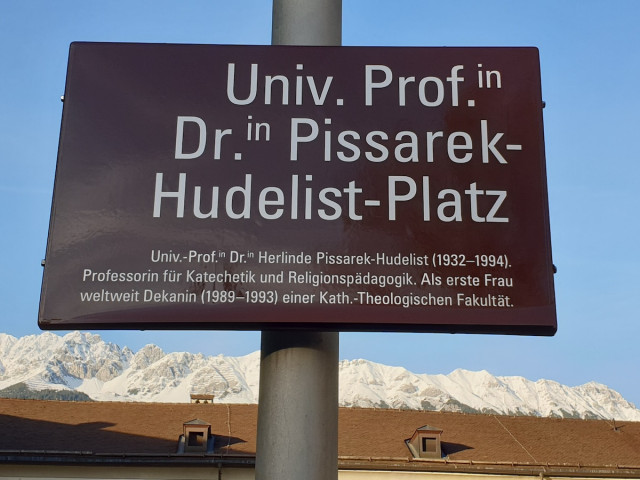 Univ. Prof.in
Dr.in Pissarek-
Hudelist-Platz
Univ.-Prof.in Dr.in Herlinde Pissarek-Hudelist (1932–1994).
Professorin für Katechetik und Religionspädagogik. Als erste Frau
weltweit Dekanin (1989–1993) einer Kath.-Theologischen Fakultät.